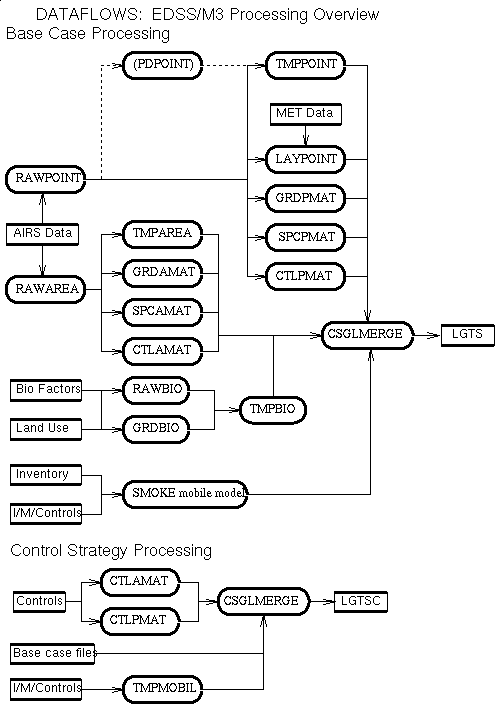 DATAFLOWS: EDSS/M3 Processing Overview
Base Case Processing
(PDPOINT)
TMPPOINT
MET Data
LAYPOINT
RAWPOINT
GRDPMAT
AIRS Data
TMPAREA
SPCPMAT
GRDAMAT
CTLPMAT
RAWAREA
SPCAMAT
CSGLMERGE
LGTS
CTLAMAT
Bio Factors
RAWBIO
TMPBIO
Land Use
GRDBIO
Inventory
SMOKE mobile model
I/M/Controls
Control Strategy Processing
CTLAMAT
Controls
CSGLMERGE
LGTSC
CTLPMAT
Base case files
I/M/Controls
TMPMOBIL